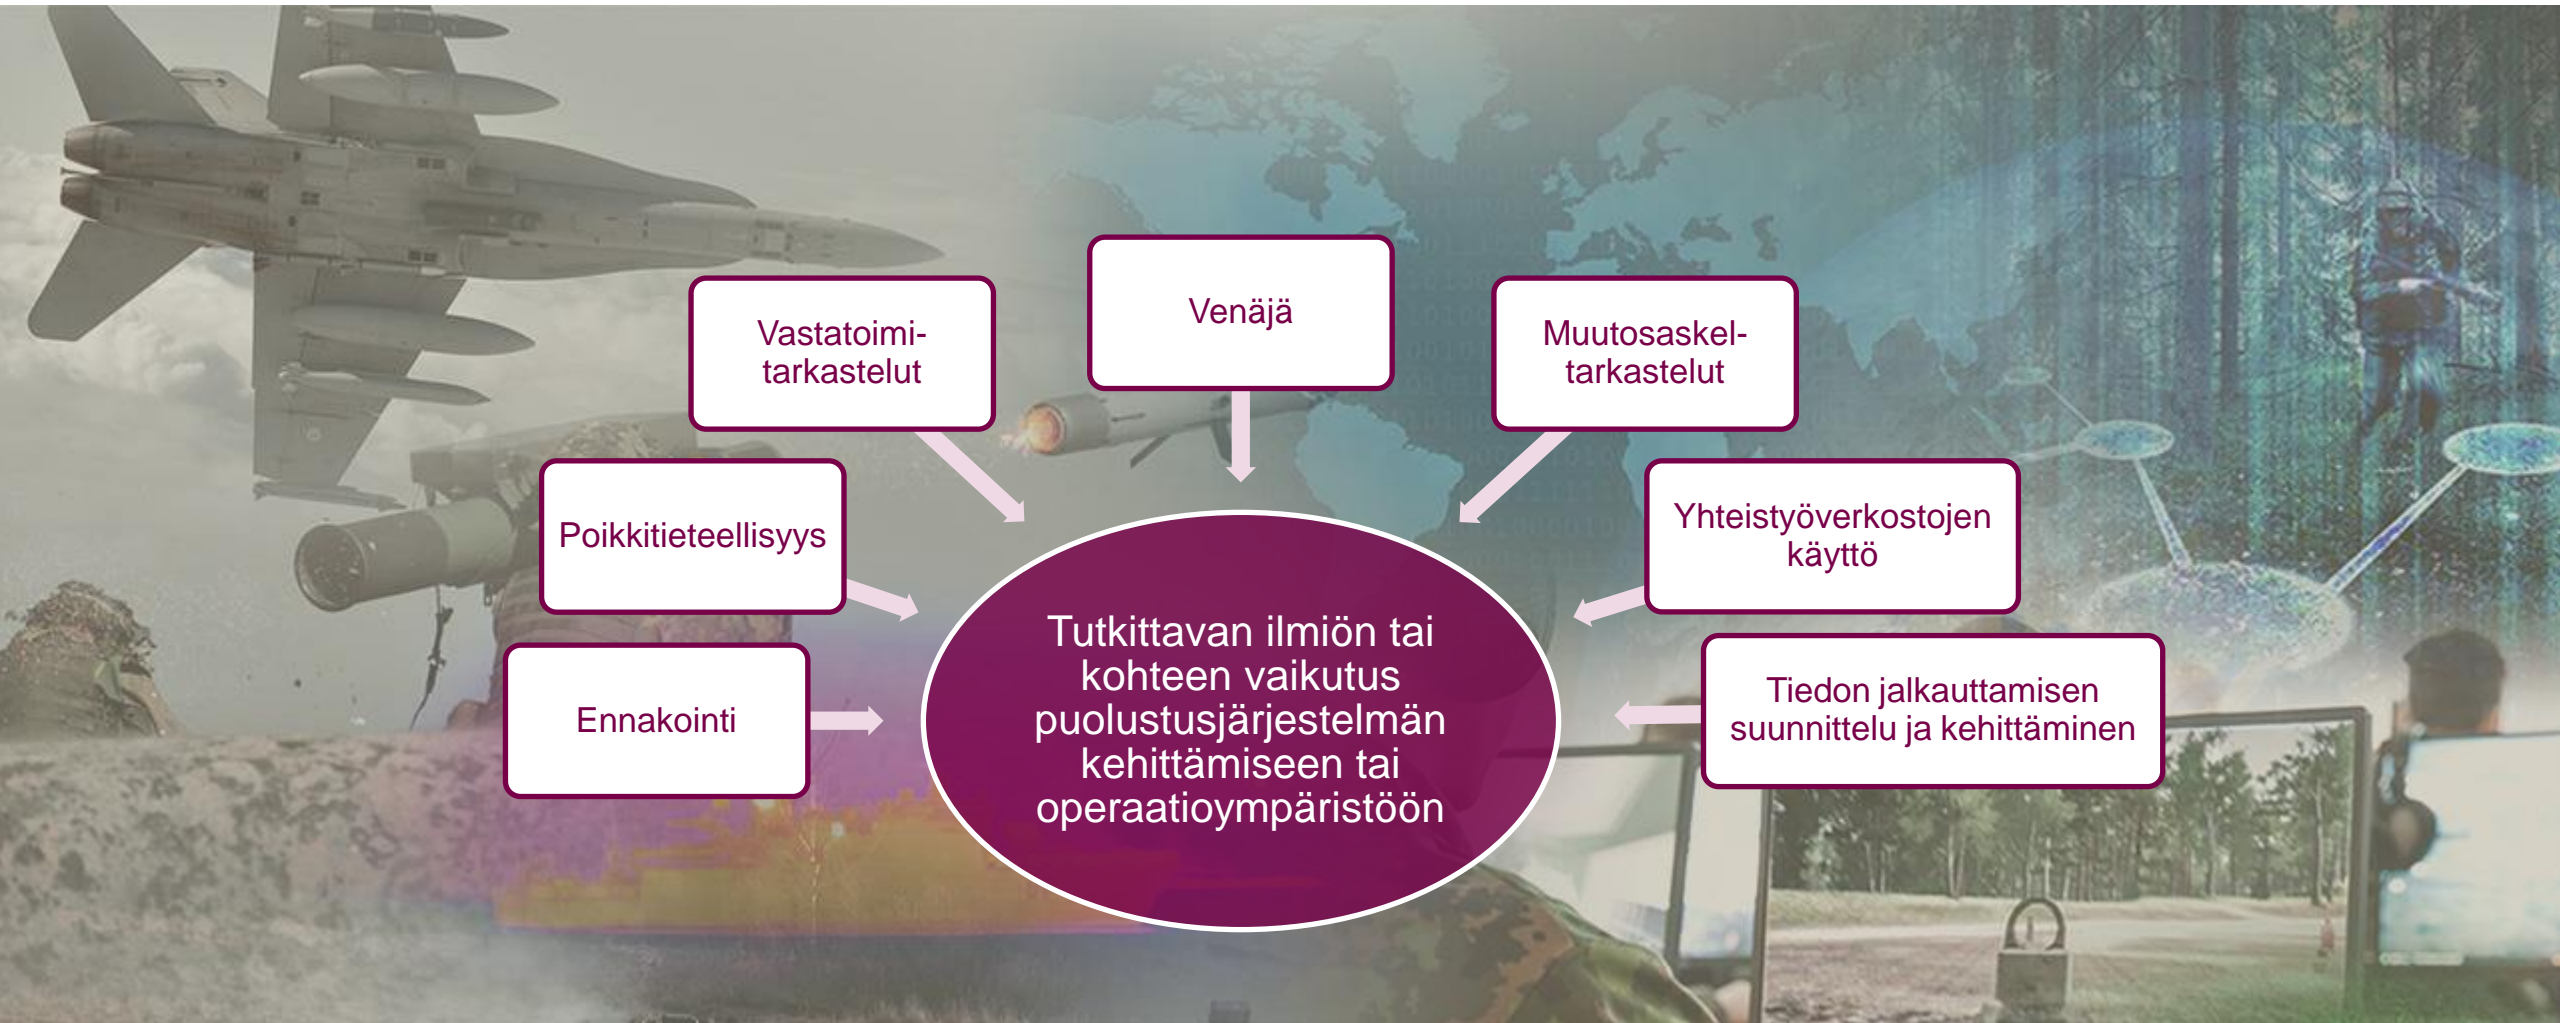 Venäjä
Vastatoimi-
tarkastelut
Muutosaskel-
tarkastelut
Poikkitieteellisyys
Yhteistyöverkostojen
käyttö
Ennakointi
Tiedon jalkauttamisen
suunnittelu ja kehittäminen
Tutkittavan ilmiön tai
kohteen vaikutus
puolustusjärjestelmän
kehittämiseen tai
operaatioympäristöön